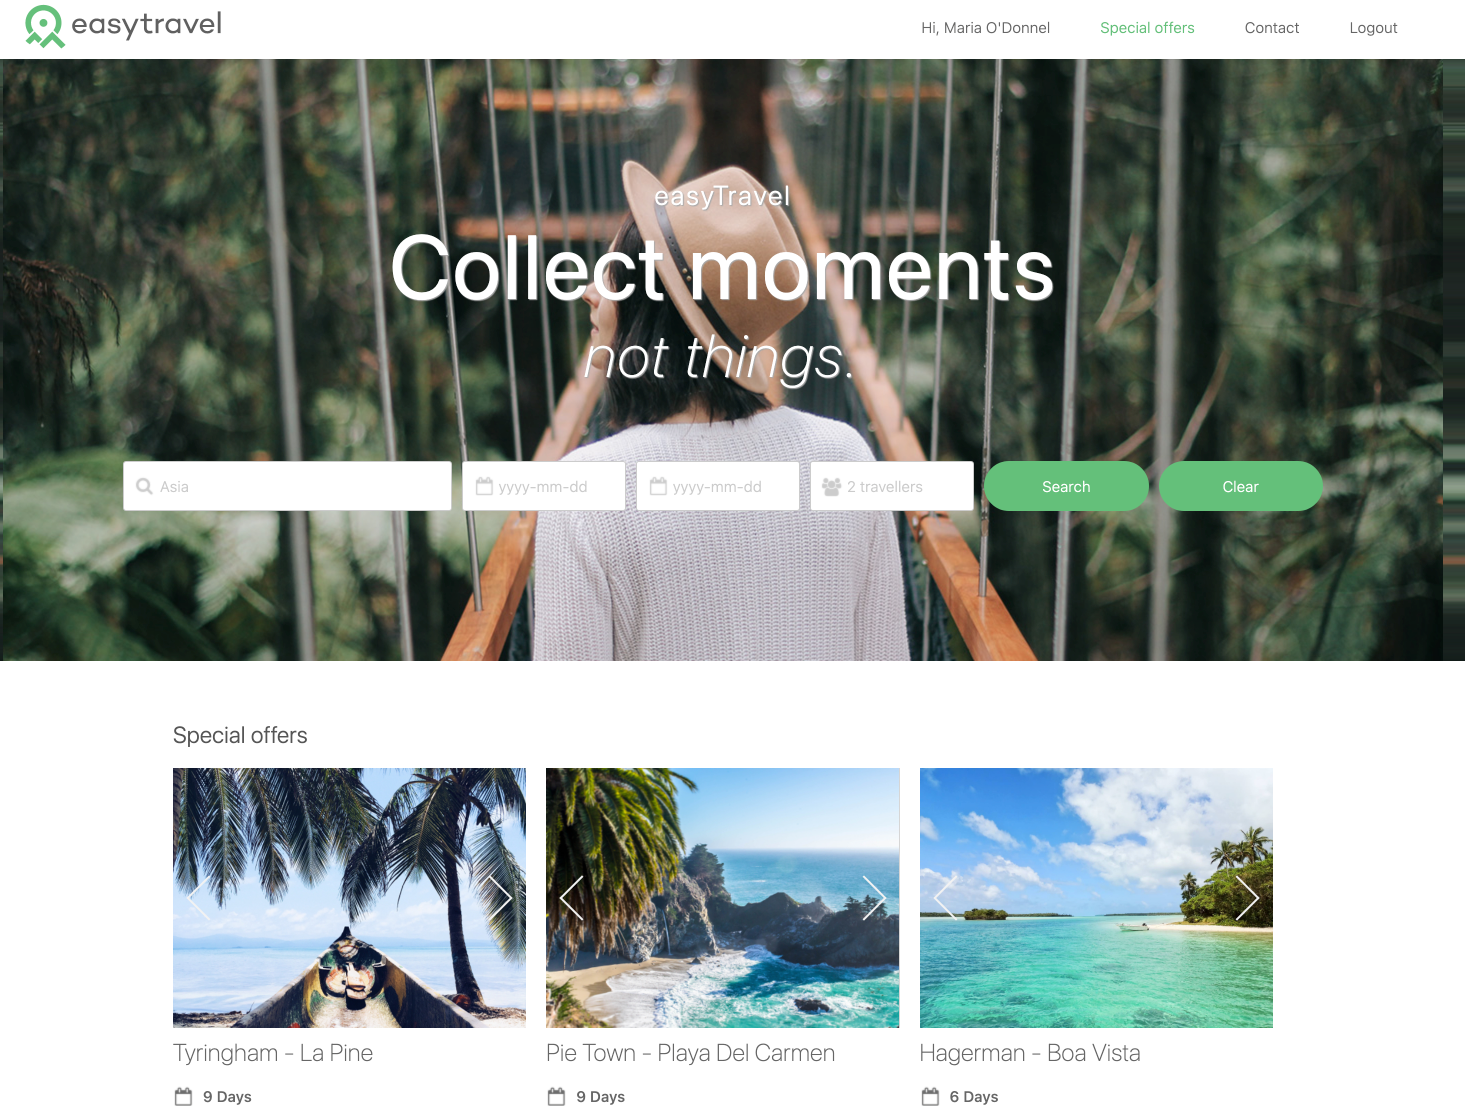 easytravel
Hi, Maria O'Donnel
Special offers
Contact
Logout
easyTravel
Collect moments
not things.
Asia
yyyy-mm-dd
yyyy-mm-dd
2 travellers
Search
Clear
Special offers
Tyringham - La Pine
9 Days
Pie Town - Playa Del Carmen
9 Days
Hagerman - Boa Vista
6 Days